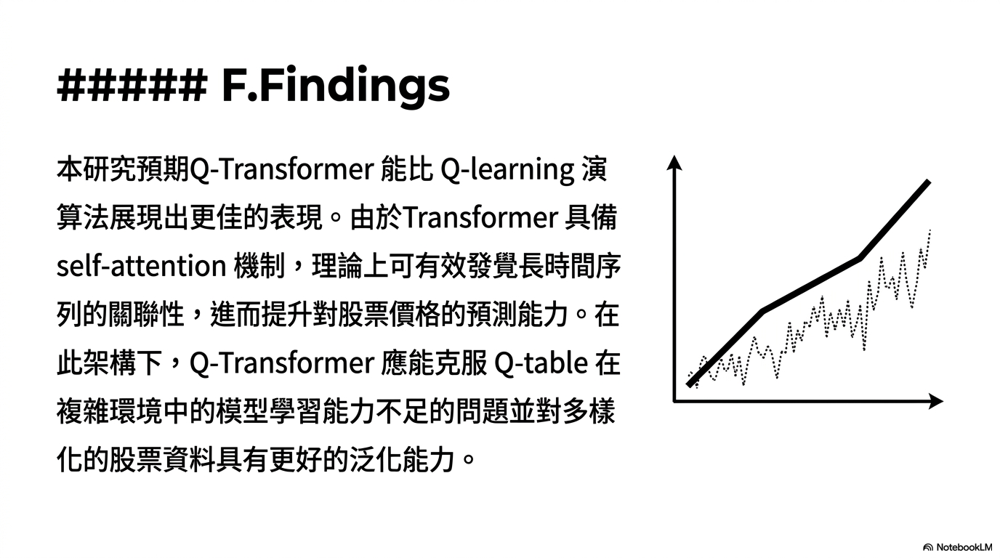 ##### F.Findings
本研究預期Q-Transformer 能比 Q-learning 演
算法展現出更佳的表現。由於Transformer 具備
self-attention 機制，理論上可有效發覺長時間序
列的關聯性，進而提升對股票價格的預測能力。在
此架構下，Q-Transformer 應能克服 Q-table 在
複雜環境中的模型學習能力不足的問題並對多樣
化的股票資料具有更好的泛化能力。
NotebookLM